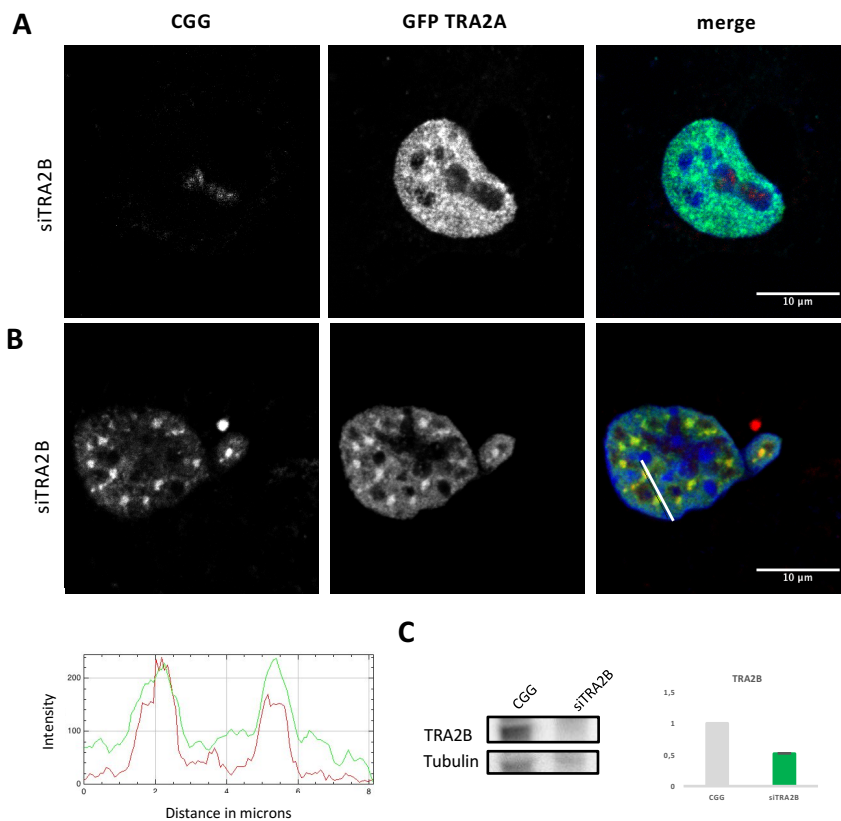 A
CGG
GFP TRA2A
merge
siTRA2B
10 µm
B
siTRA2B
10 µm
Intensity
200
100
0
0
2
4
6
8
Distance in microns
C
CGG
siTRA2B
TRA2B
Tubulin
TRA2B
1,5
1
0,5
0
CGG
siTRA2B